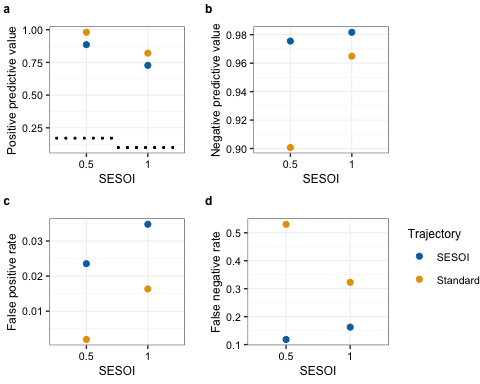 a
Positive predictive value
1.00
0.75
0.50
0.25
0.5
1
SESOI
b
Negative predictive value
0.98
0.96
0.94
0.92
0.90
0.5
1
SESOI
c
False positive rate
0.03
0.02
0.01
0.5
1
SESOI
d
False negative rate
0.5
0.4
0.3
0.2
0.1
0.5
1
SESOI
Trajectory
SESOI
Standard